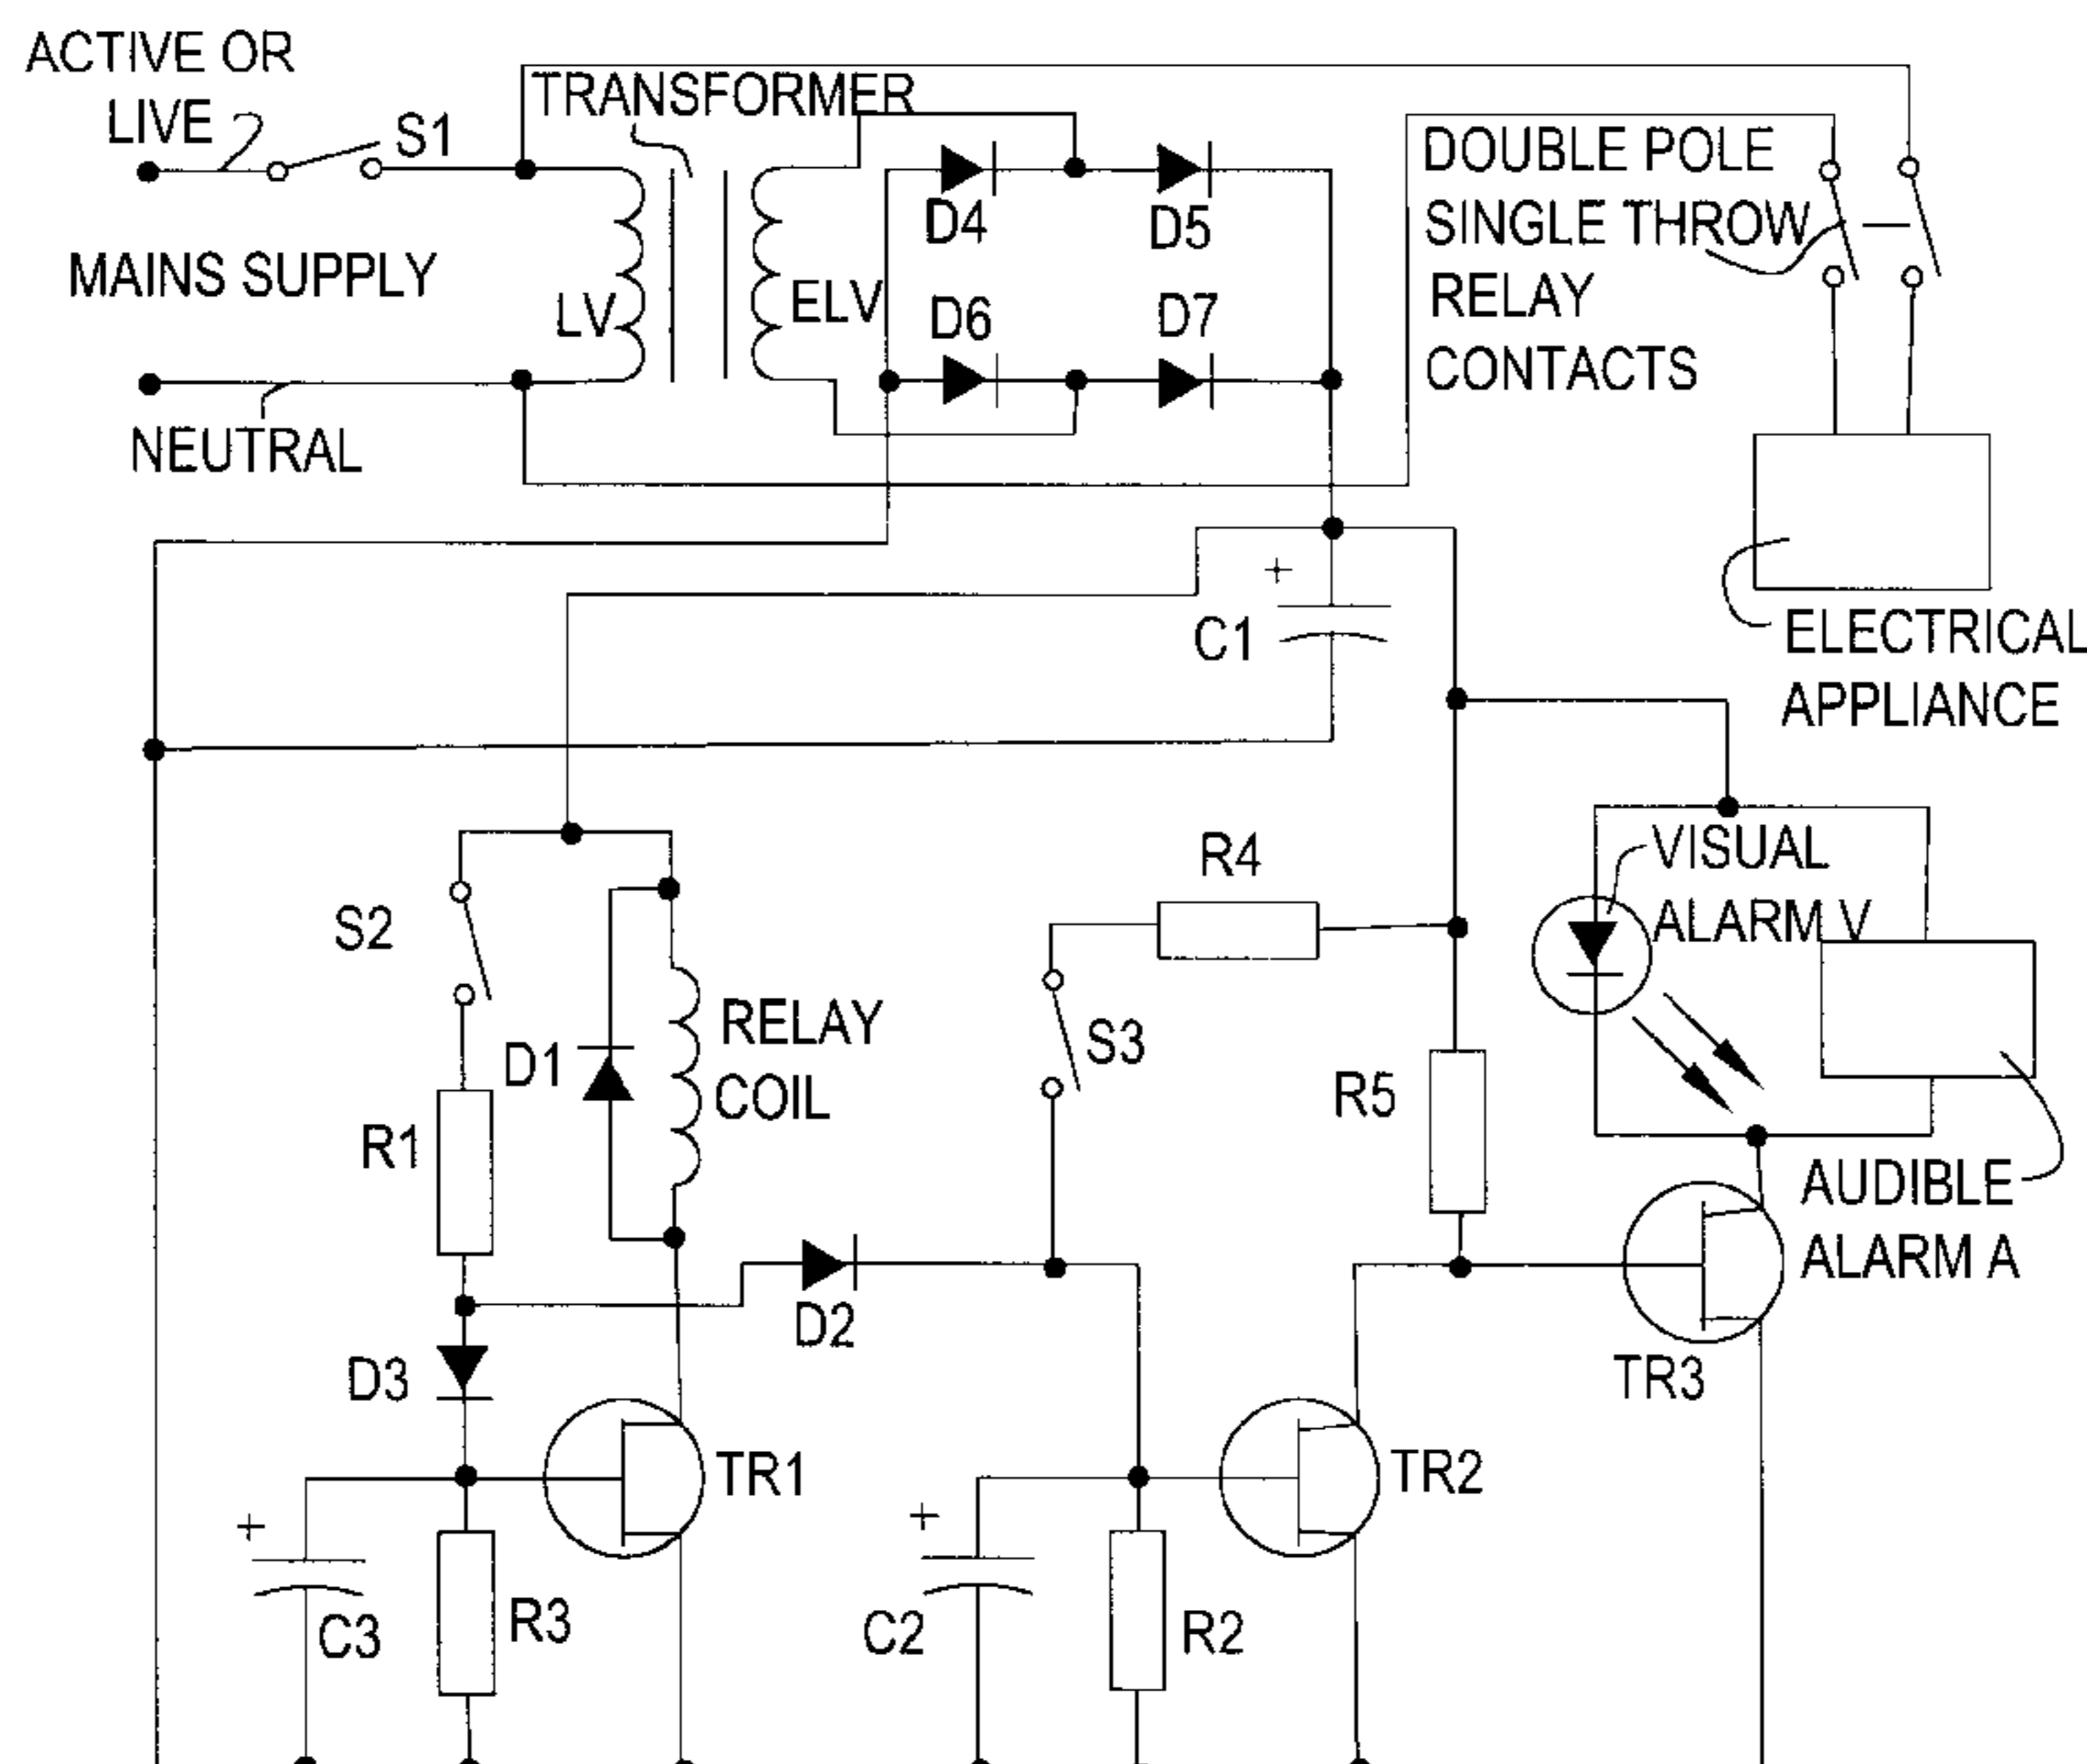 ACTIVE OR
LIVE
S1
TRANSFORMER
MAINS SUPPLY
LV
ELV
NEUTRAL
D4
D5
D6
D7
DOUBLE POLE
SINGLE THROW
RELAY
CONTACTS
+
C1
ELECTRICAL
APPLIANCE
S2
R4
VISUAL
ALARM V
D1
RELAY
COIL
S3
R1
R5
AUDIBLE
ALARM A
D2
D3
TR3
TR1
TR2
+
C3
R3
+
C2
R2